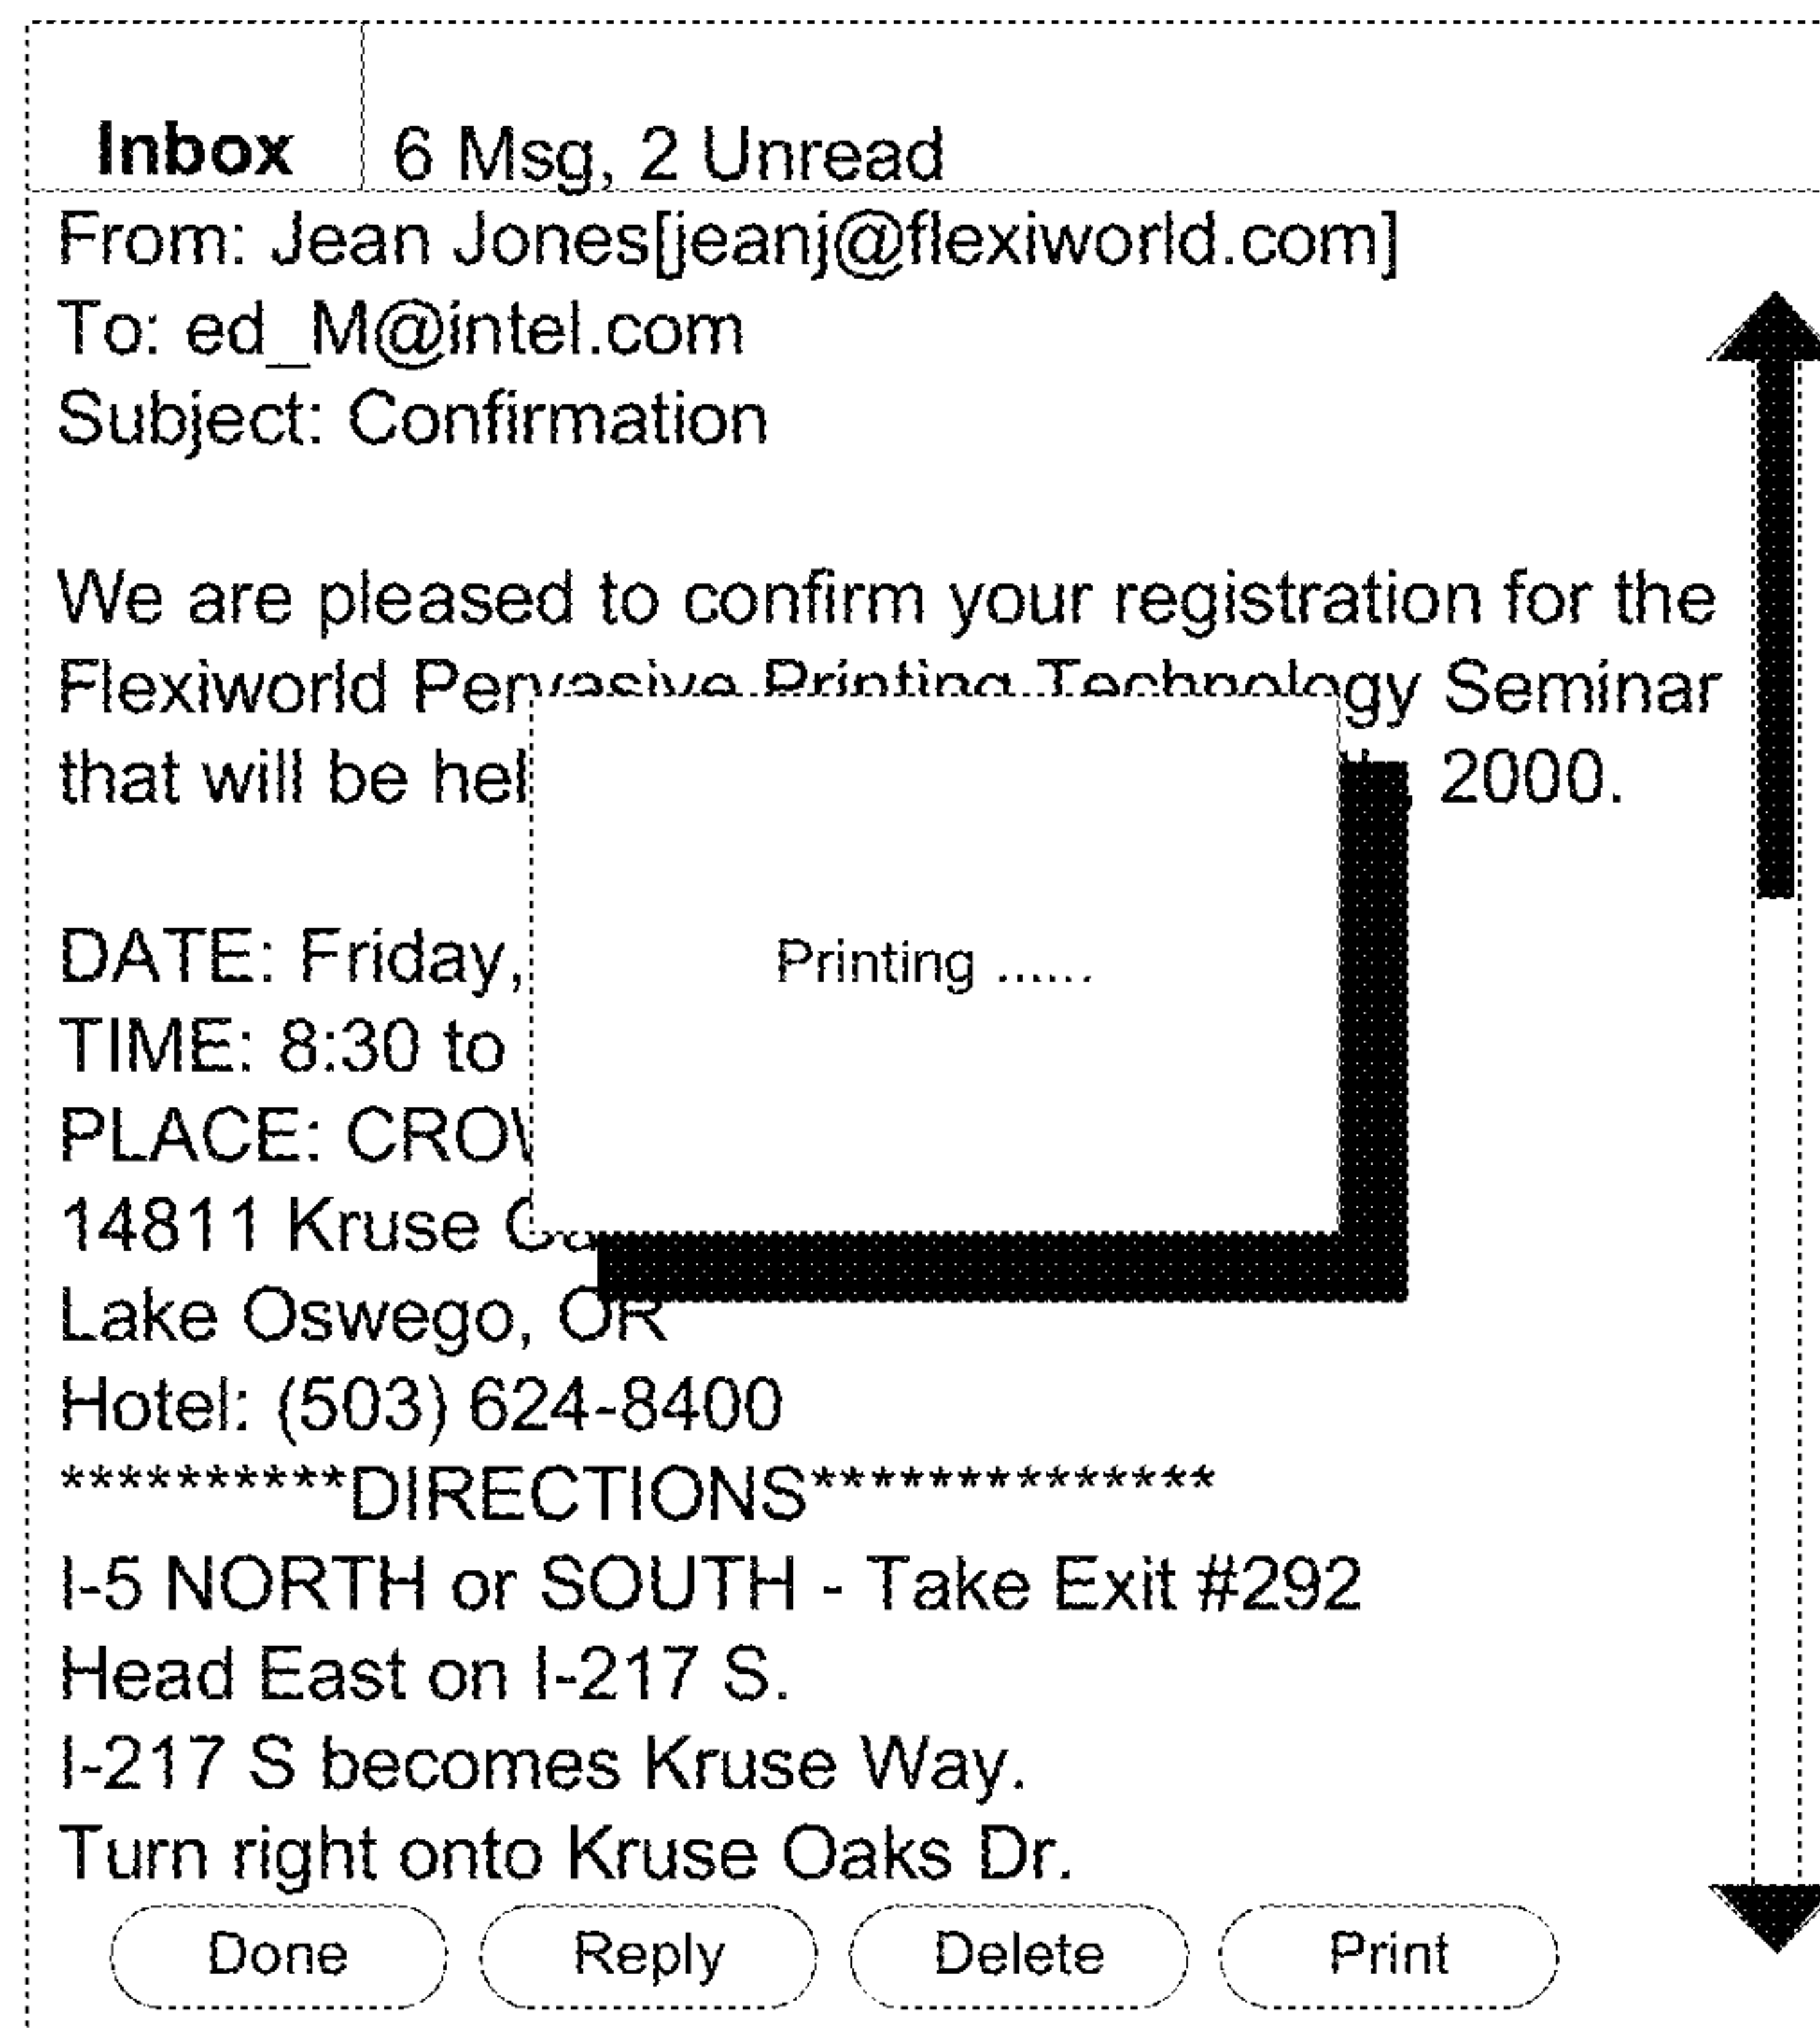 Inbox 6 Msg, 2 Unread
From: Jean Jones[jeanj@flexiworld.com]
To: ed_M@intel.com
Subject: Confirmation
We are pleased to confirm your registration for the
Flexiworld Pervasive Printing Technology Seminar
that will be 2000.
DATE: Friday,
Printing ......
TIME: 8:30 to
PLACE:
14811 Kruse
Lake Oswego, OR
Hotel: (503) 624-8400
**********DIRECTIONS**************
I-5 NORTH or SOUTH - Take Exit #292
Head East on I-217 S.
I-217 S becomes Kruse Way.
Turn right onto Kruse Oaks Dr.
Done Reply Delete Print